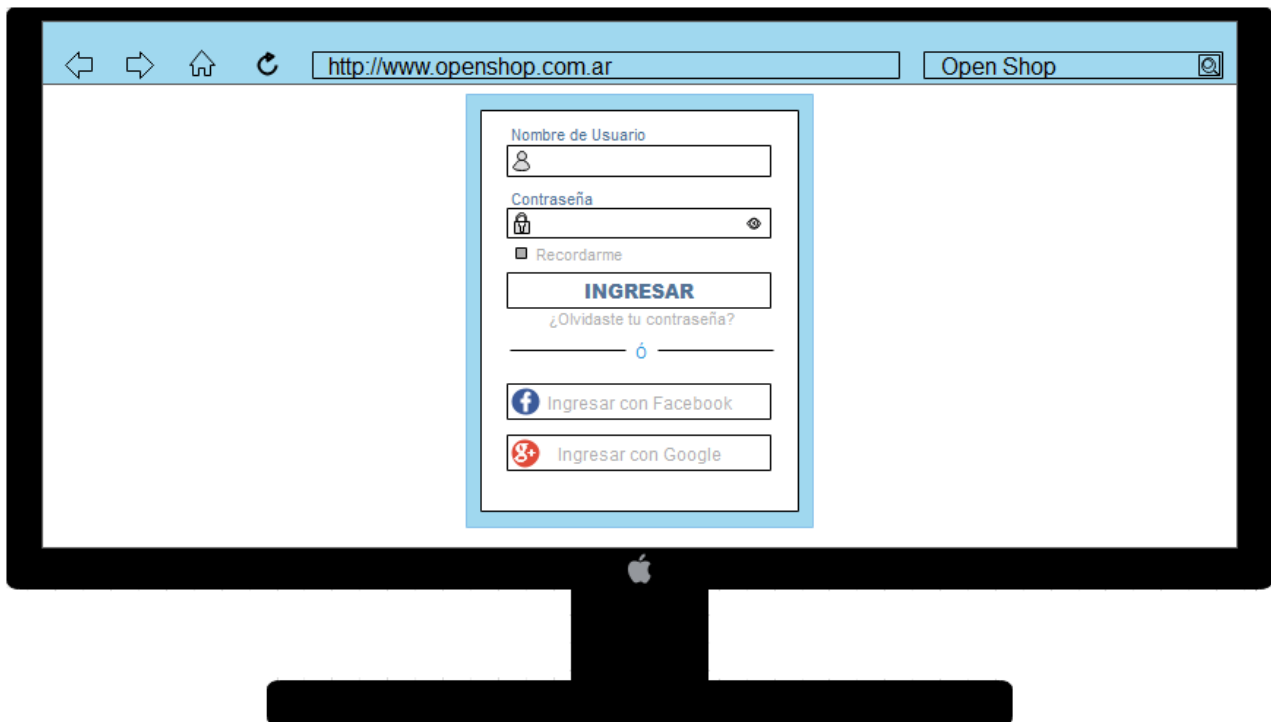 http://www.openshop.com.ar
Open Shop
Nombre de Usuario
Contraseña
Recordarme
INGRESAR
¿Olvidaste tu contraseña?
Ó
Ingresar con Facebook
Ingresar con Google